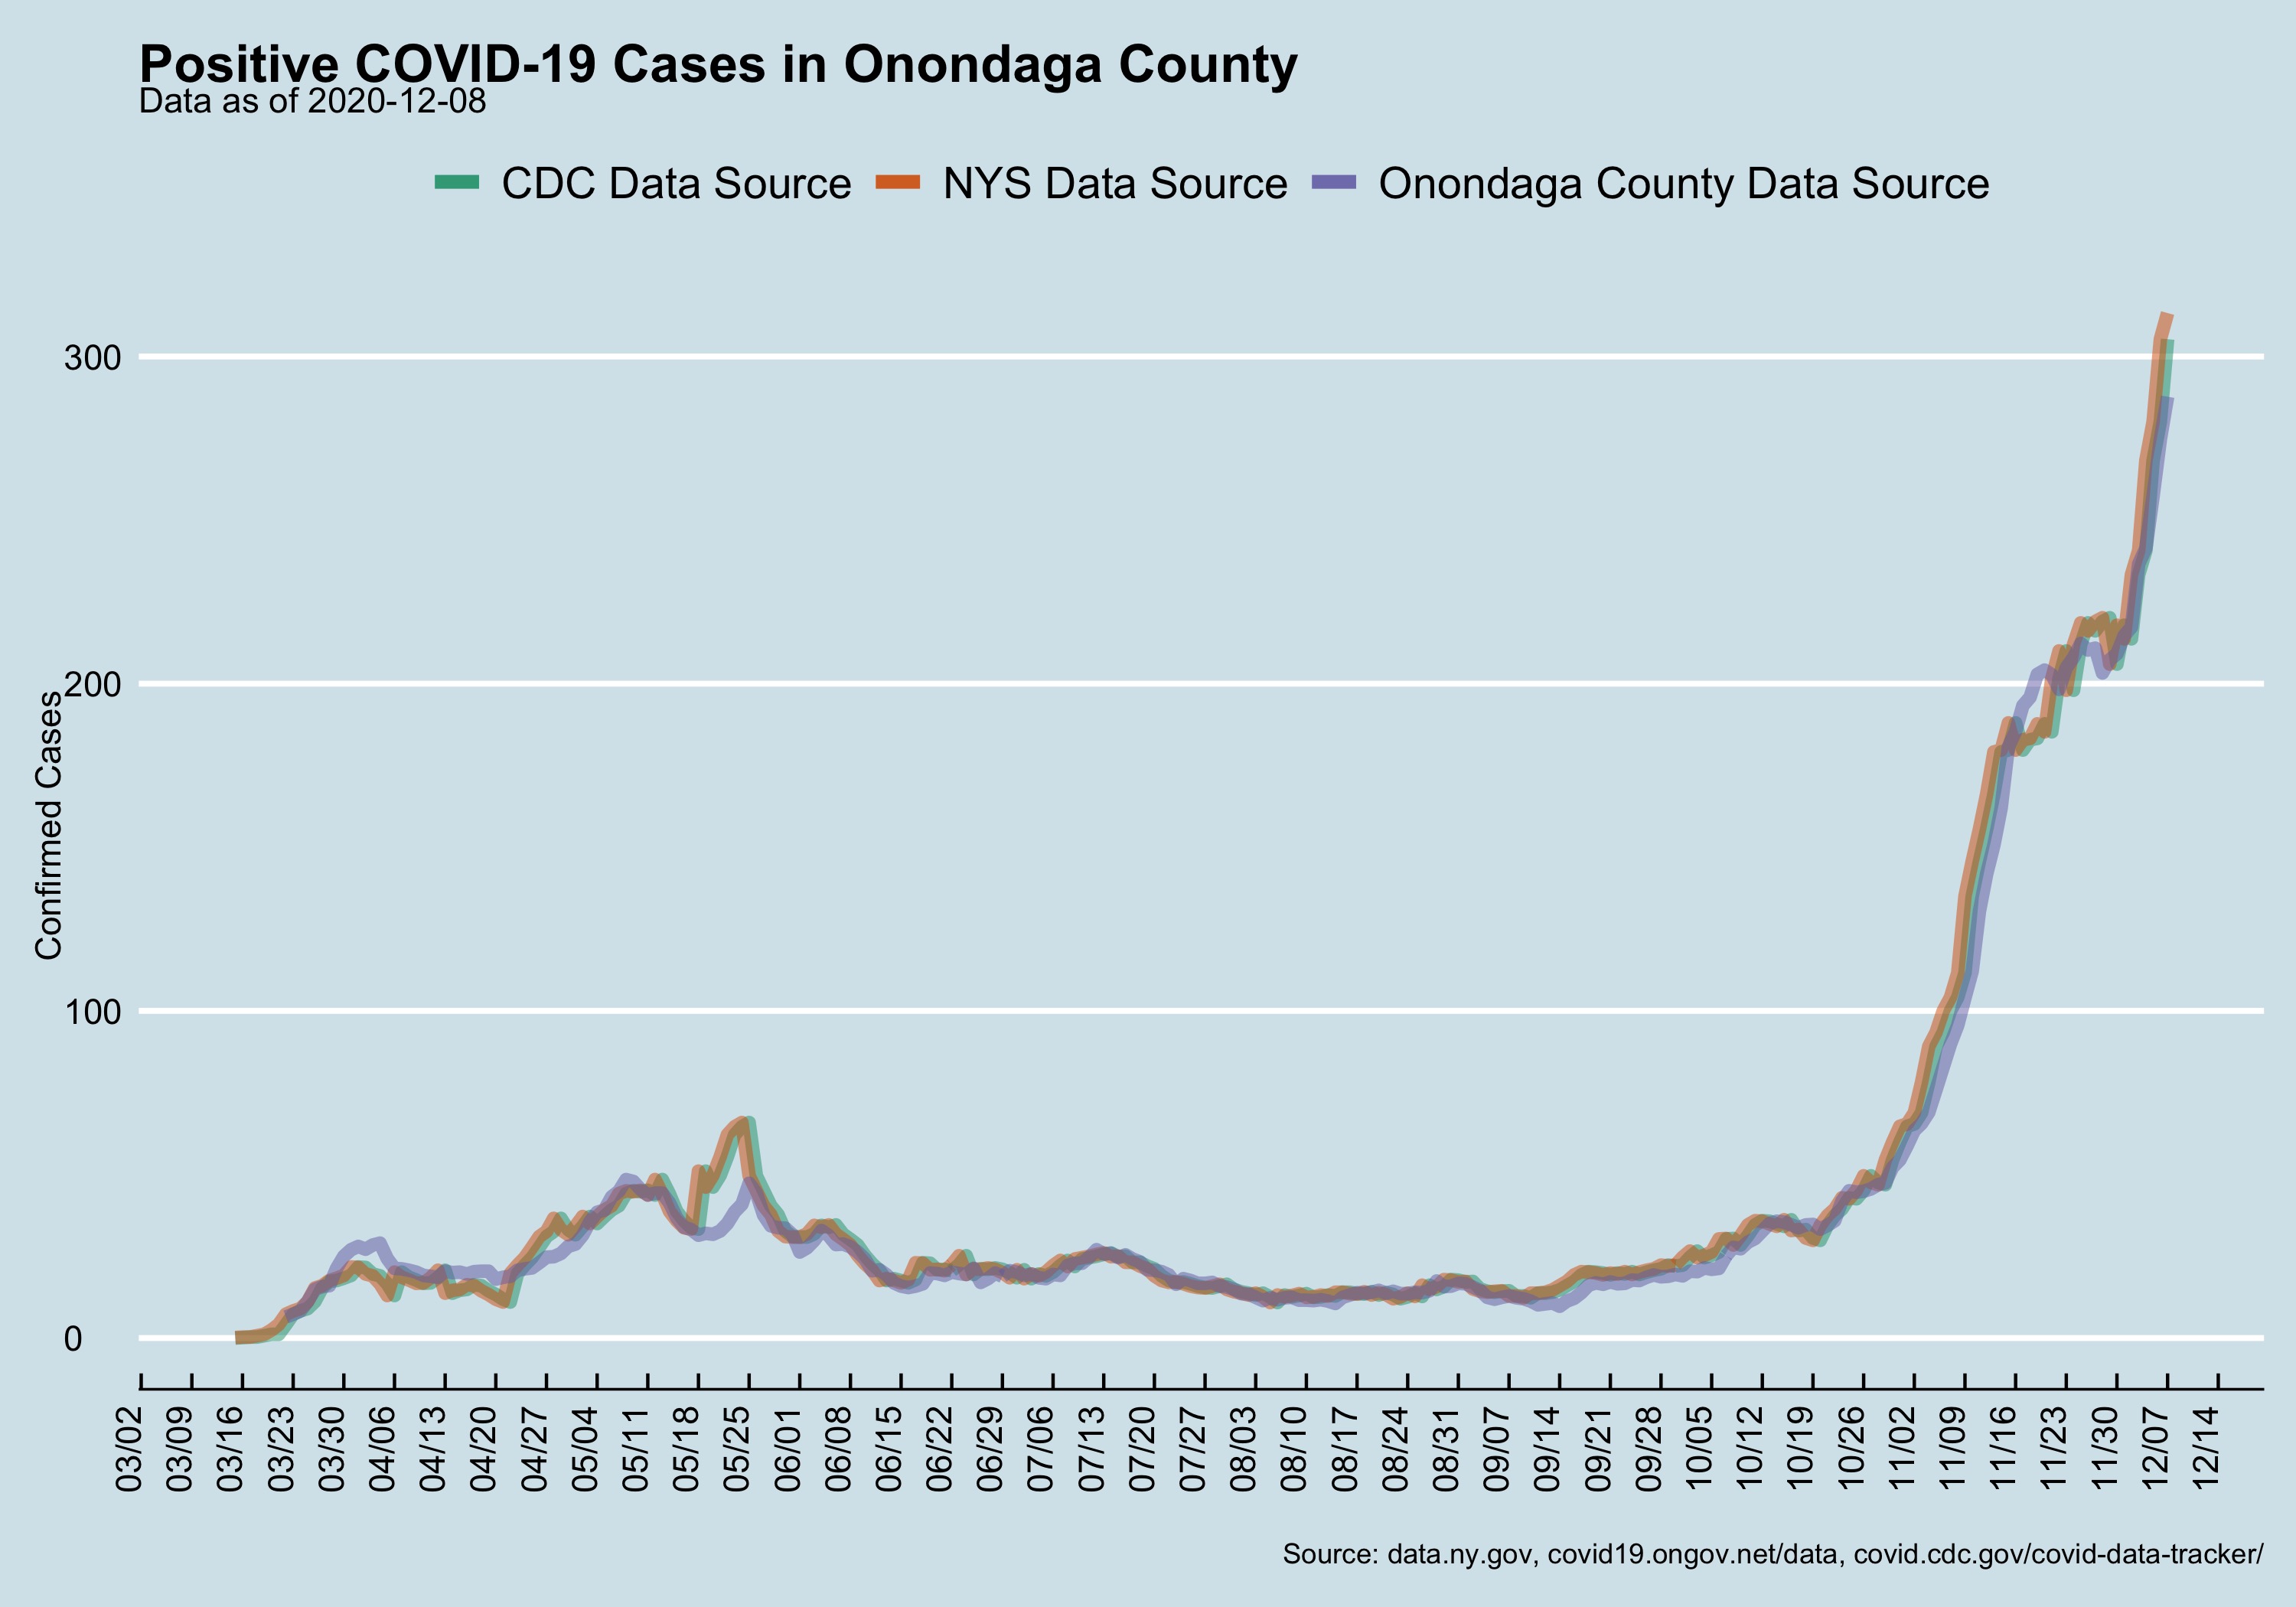 Positive COVID-19 Cases in Onondaga County
Data as of 2020-12-08
CDC Data Source NYS Data Source Onondaga County Data Source
Confirmed Cases
300
200
100
0
03/02 03/09 03/16 03/23 03/30 04/06 04/13 04/20 04/27 05/04 05/11 05/18 05/25 06/01 06/08 06/15 06/22 06/29 07/06 07/13 07/20 07/27 08/03 08/10 08/17 08/24 08/31 09/07 09/14 09/21 09/28 10/05 10/12 10/19 10/26 11/02 11/09 11/16 11/23 11/30 12/07 12/14
Source: data.ny.gov, covid19.ongov.net/data, covid.cdc.gov/covid-data-tracker/